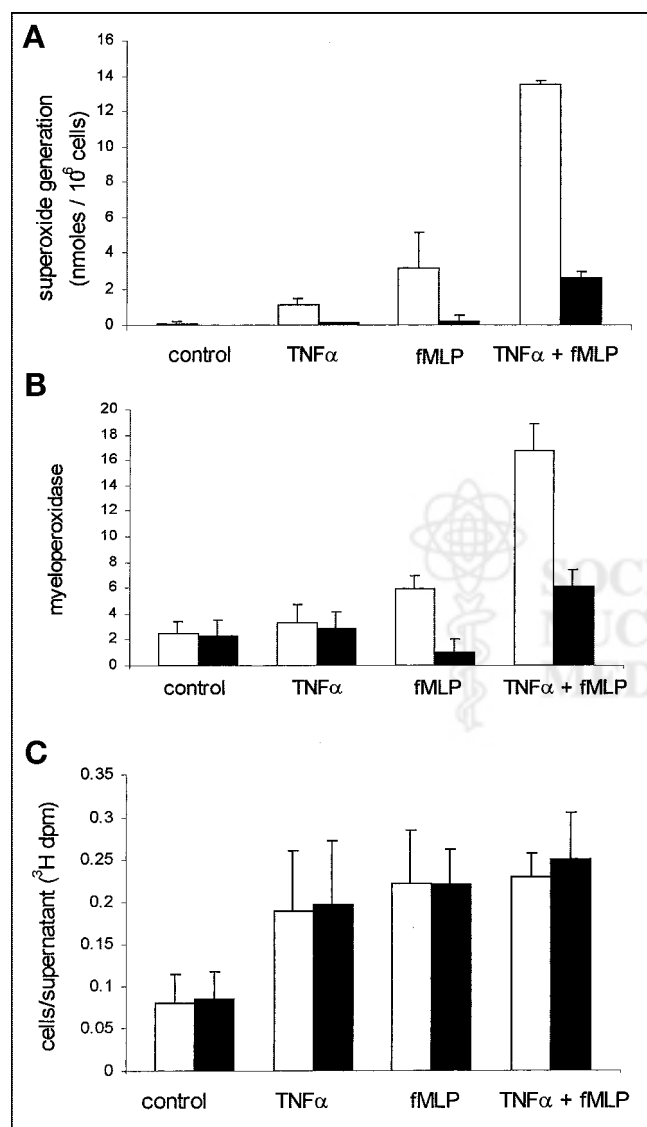 A
superoxide generation
(nmoles / 10⁶ cells)
16
14
12
10
8
6
4
2
0
control TNFα fMLP TNFα + fMLP
B
myeloperoxidase
20
18
16
14
12
10
8
6
4
2
0
control TNFα fMLP TNFα + fMLP
SOC
NUC
MED
C
cells/supernatant (³H dpm)
0.35
0.3
0.25
0.2
0.15
0.1
0.05
0
control TNFα fMLP TNFα + fMLP